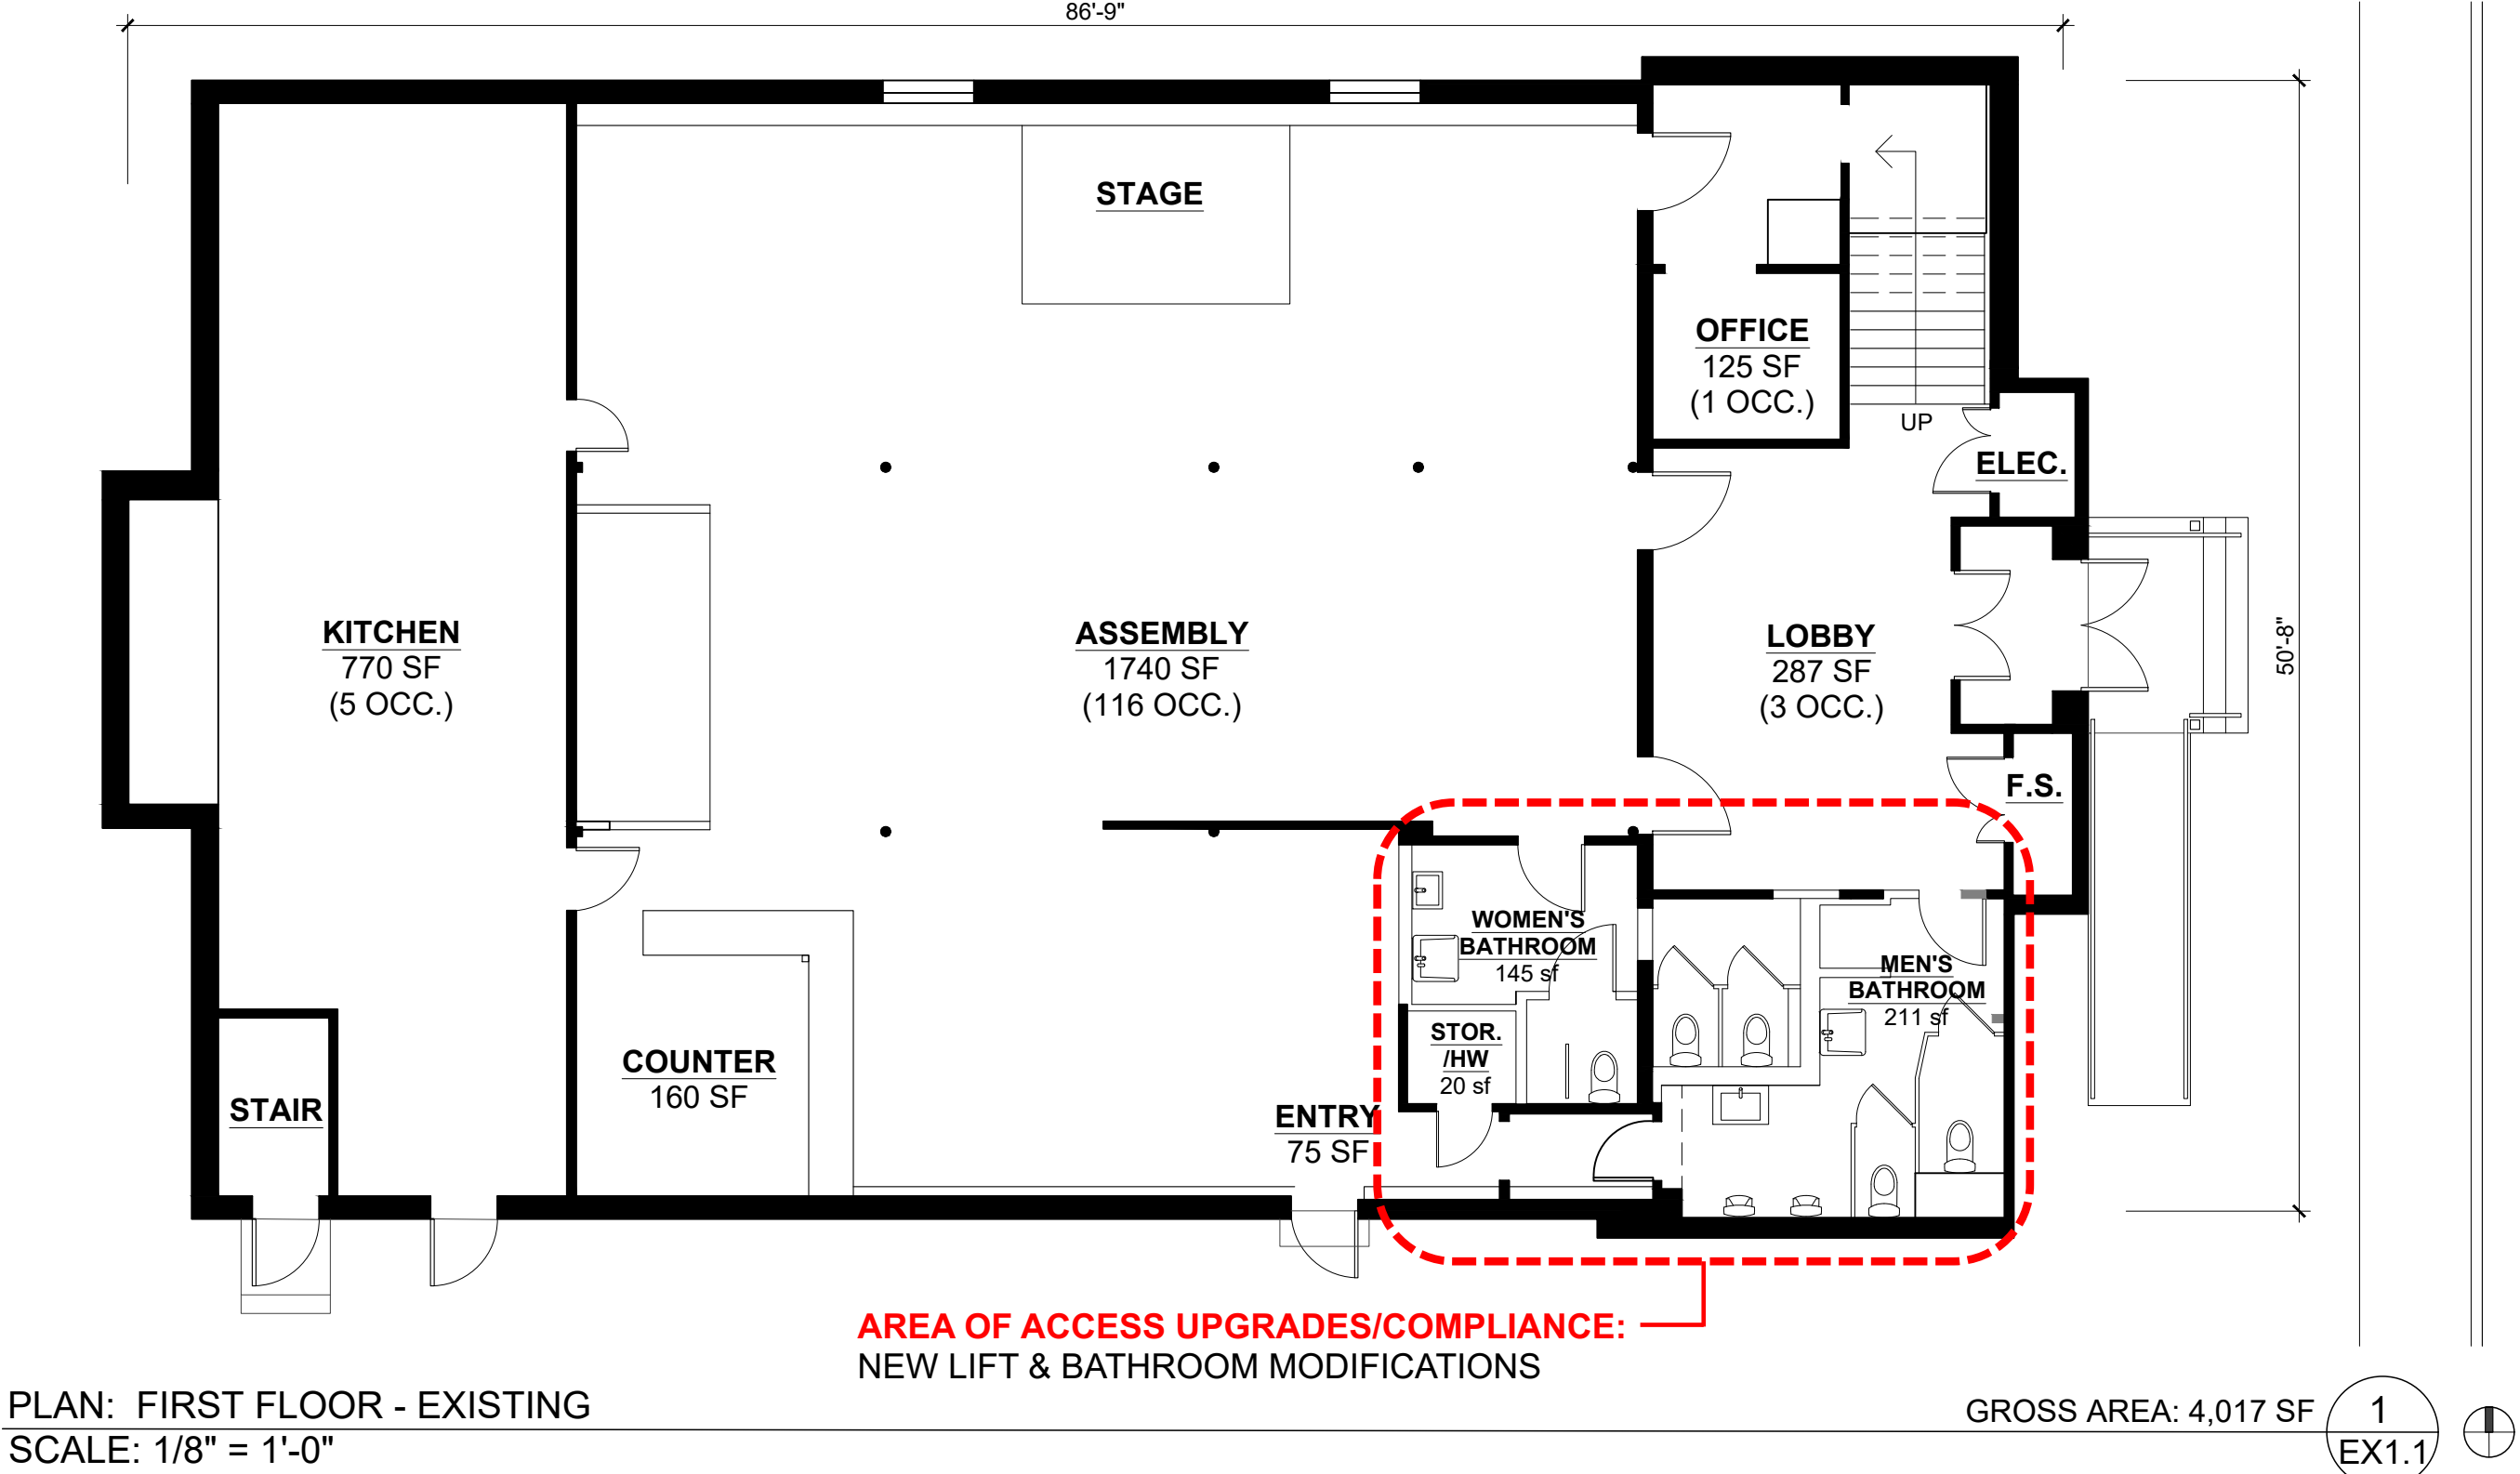 86'-9"
STAGE
OFFICE
125 SF
(1 OCC.)
UP
ELEC.
KITCHEN
770 SF
(5 OCC.)
ASSEMBLY
1740 SF
(116 OCC.)
LOBBY
287 SF
(3 OCC.)
50'-8"
F.S.
WOMEN'S
BATHROOM
145 sf
MEN'S
BATHROOM
211 sf
STOR.
/HW
20 sf
COUNTER
160 SF
STAIR
ENTRY
75 SF
AREA OF ACCESS UPGRADES/COMPLIANCE:
NEW LIFT & BATHROOM MODIFICATIONS
PLAN: FIRST FLOOR - EXISTING
SCALE: 1/8" = 1'-0"
GROSS AREA: 4,017 SF
1
EX1.1